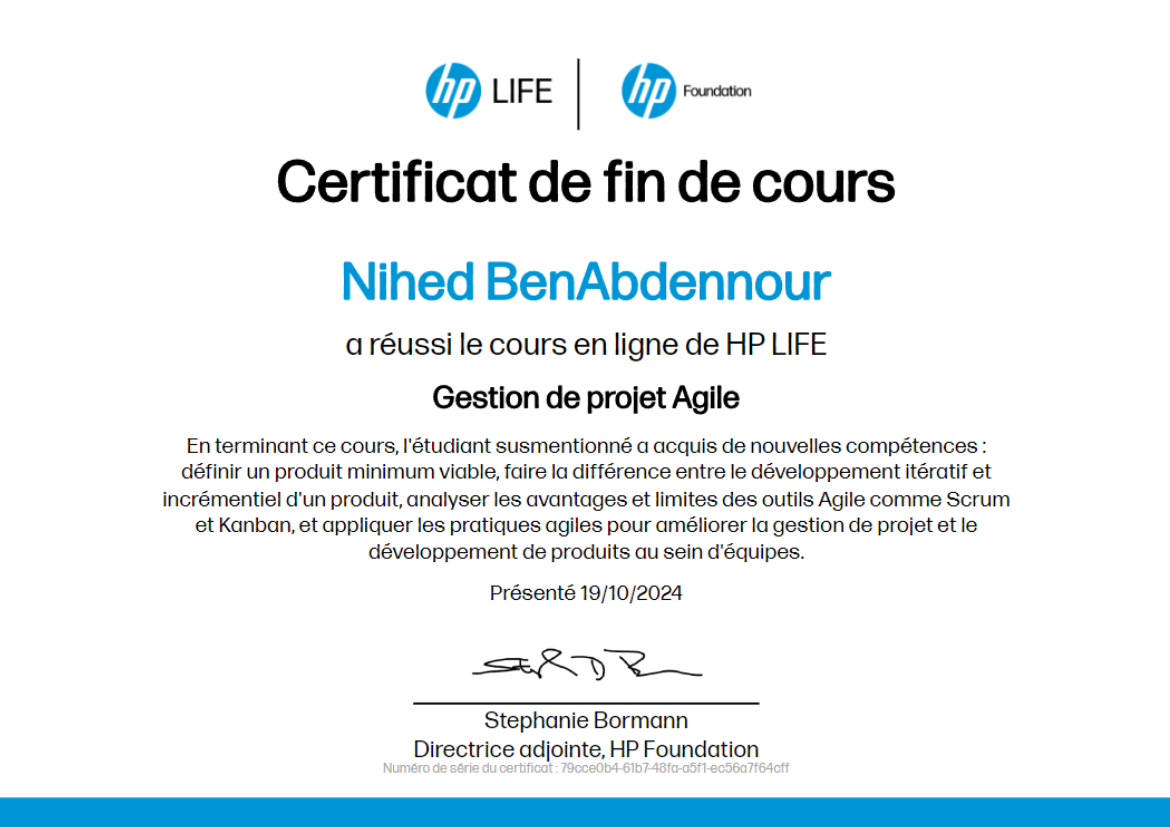 hp LIFE | hp Foundation
Certificat de fin de cours
Nihed BenAbdennour
a réussi le cours en ligne de HP LIFE
Gestion de projet Agile
En terminant ce cours, l'étudiant susmentionné a acquis de nouvelles compétences :
définir un produit minimum viable, faire la différence entre le développement itératif et
incrémentiel d'un produit, analyser les avantages et limites des outils Agile comme Scrum
et Kanban, et appliquer les pratiques agiles pour améliorer la gestion de projet et le
développement de produits au sein d'équipes.
Présenté 19/10/2024
Stephanie Bormann
Directrice adjointe, HP Foundation
Numéro de série du certificat : 79cce0b4-61b7-48fa-a5f1-ec56a7f64cff